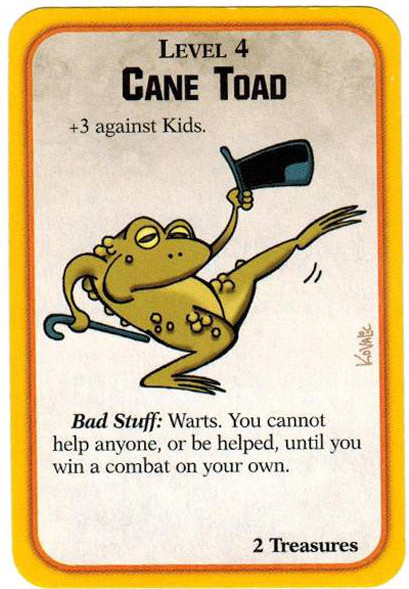 Level 4
Cane Toad
+3 against Kids.
Kovalic
Bad Stuff: Warts. You cannot
help anyone, or be helped, until you
win a combat on your own.
2 Treasures